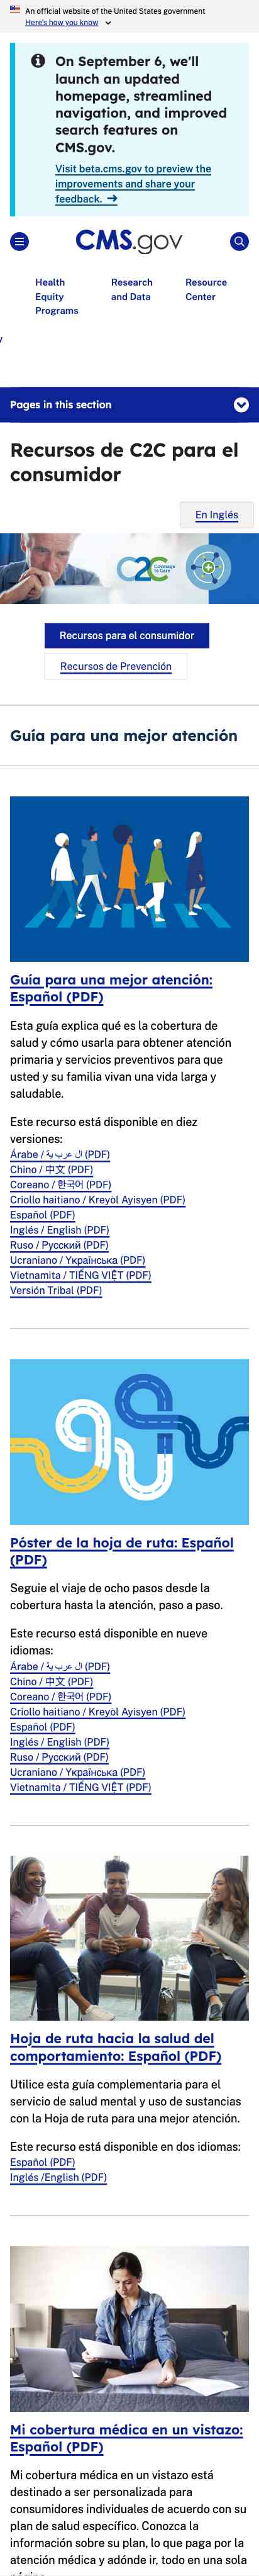 An official website of the United States government
Here's how you know
On September 6, we'll
launch an updated
homepage, streamlined
navigation, and improved
search features on
CMS.gov.
Visit beta.cms.gov to preview the
improvements and share your
feedback. →
CMS.gov
Health
Equity
Programs
Research
and Data
Resource
Center
y
Pages in this section
Recursos de C2C para el
consumidor
En Inglés
C2C Coverage to Care
Recursos para el consumidor
Recursos de Prevención
Guía para una mejor atención
Guía para una mejor atención:
Español (PDF)
Esta guía explica qué es la cobertura de
salud y cómo usarla para obtener atención
primaria y servicios preventivos para que
usted y su familia vivan una vida larga y
saludable.
Este recurso está disponible en diez
versiones:
Árabe / ال عرب ية (PDF)
Chino / 中文 (PDF)
Coreano / 한국어 (PDF)
Criollo haitiano / Kreyol Ayisyen (PDF)
Español (PDF)
Inglés / English (PDF)
Ruso / Русский (PDF)
Ucraniano / Українська (PDF)
Vietnamita / TIẾNG VIỆT (PDF)
Versión Tribal (PDF)
Póster de la hoja de ruta: Español
(PDF)
Seguie el viaje de ocho pasos desde la
cobertura hasta la atención, paso a paso.
Este recurso está disponible en nueve
idiomas:
Árabe / ال عرب ية (PDF)
Chino / 中文 (PDF)
Coreano / 한국어 (PDF)
Criollo haitiano / Kreyol Ayisyen (PDF)
Español (PDF)
Inglés / English (PDF)
Ruso / Русский (PDF)
Ucraniano / Українська (PDF)
Vietnamita / TIẾNG VIỆT (PDF)
Hoja de ruta hacia la salud del
comportamiento: Español (PDF)
Utilice esta guía complementaria para el
servicio de salud mental y uso de sustancias
con la Hoja de ruta para una mejor atención.
Este recurso está disponible en dos idiomas:
Español (PDF)
Inglés /English (PDF)
Mi cobertura médica en un vistazo:
Español (PDF)
Mi cobertura médica en un vistazo está
destinado a ser personalizada para
consumidores individuales de acuerdo con su
plan de salud específico. Conozca la
información sobre su plan, lo que paga por la
atención médica y adónde ir, todo en una sola